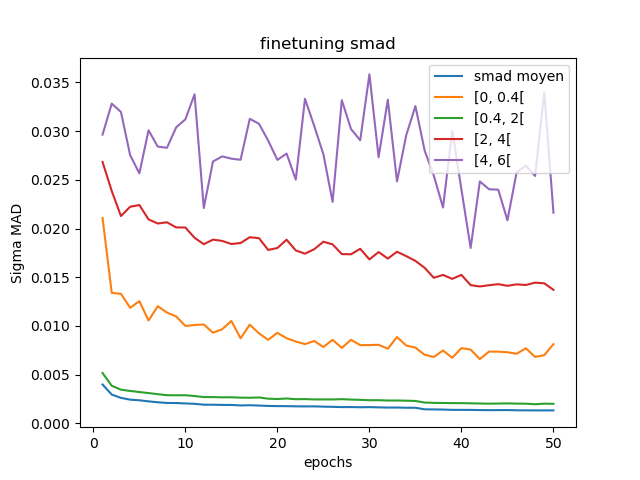 finetuning smad
smad moyen
[0, 0.4[
[0.4, 2[
[2, 4[
[4, 6[
Sigma MAD
0.035
0.030
0.025
0.020
0.015
0.010
0.005
0.000
0 10 20 30 40 50
epochs